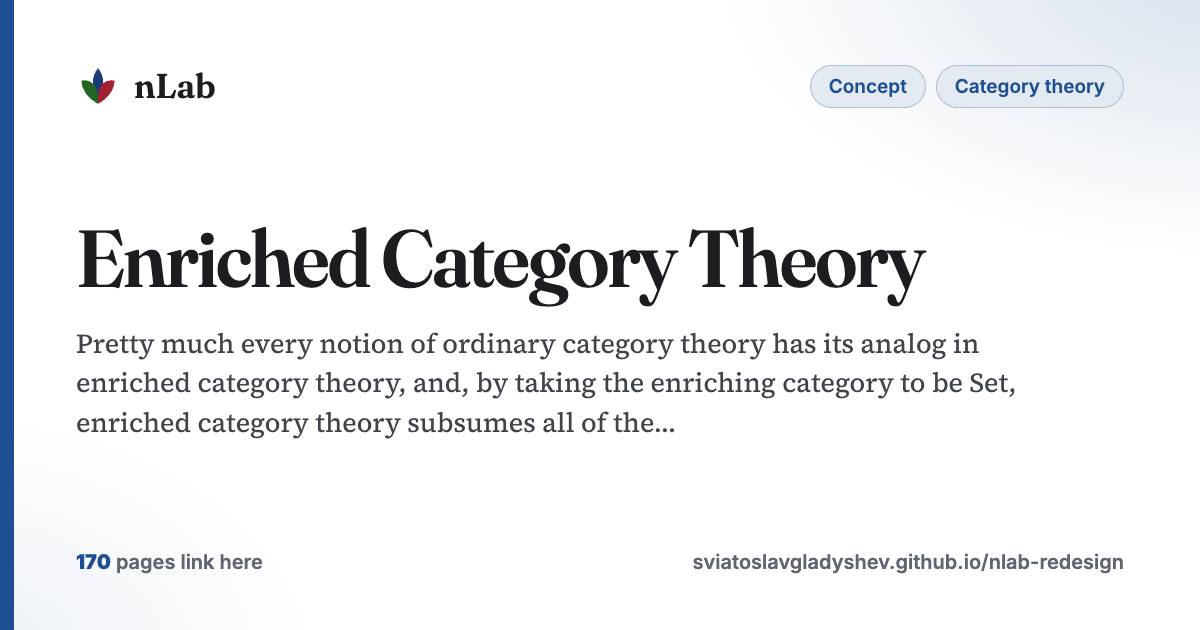 nLab
Concept
Category theory
Enriched Category Theory
Pretty much every notion of ordinary category theory has its analog in
enriched category theory, and, by taking the enriching category to be Set,
enriched category theory subsumes all of the...
170 pages link here
sviatoslavgladyshev.github.io/nlab-redesign